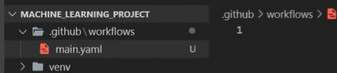 MACHINE_LEARNING_PROJECT
.github\workflows
main.yaml U
venv
.github > workflows >
1